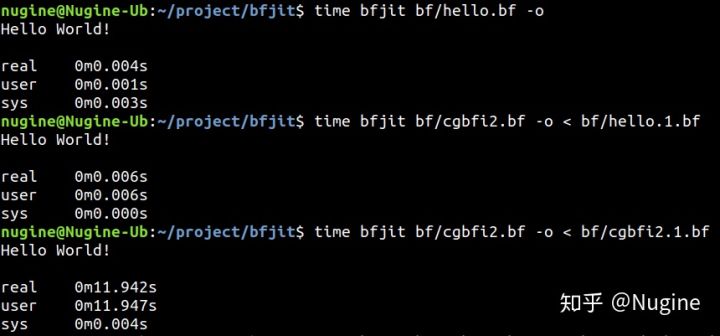 nugine@Nugine-Ub:~/project/bfjit$ time bfjit bf/hello.bf -o
Hello World!
real 0m0.004s
user 0m0.001s
sys 0m0.003s
nugine@Nugine-Ub:~/project/bfjit$ time bfjit bf/cgbfi2.bf -o < bf/hello.1.bf
Hello World!
real 0m0.006s
user 0m0.006s
sys 0m0.000s
nugine@Nugine-Ub:~/project/bfjit$ time bfjit bf/cgbfi2.bf -o < bf/cgbfi2.1.bf
Hello World!
real 0m11.942s
user 0m11.947s
sys 0m0.004s
知乎 @Nugine